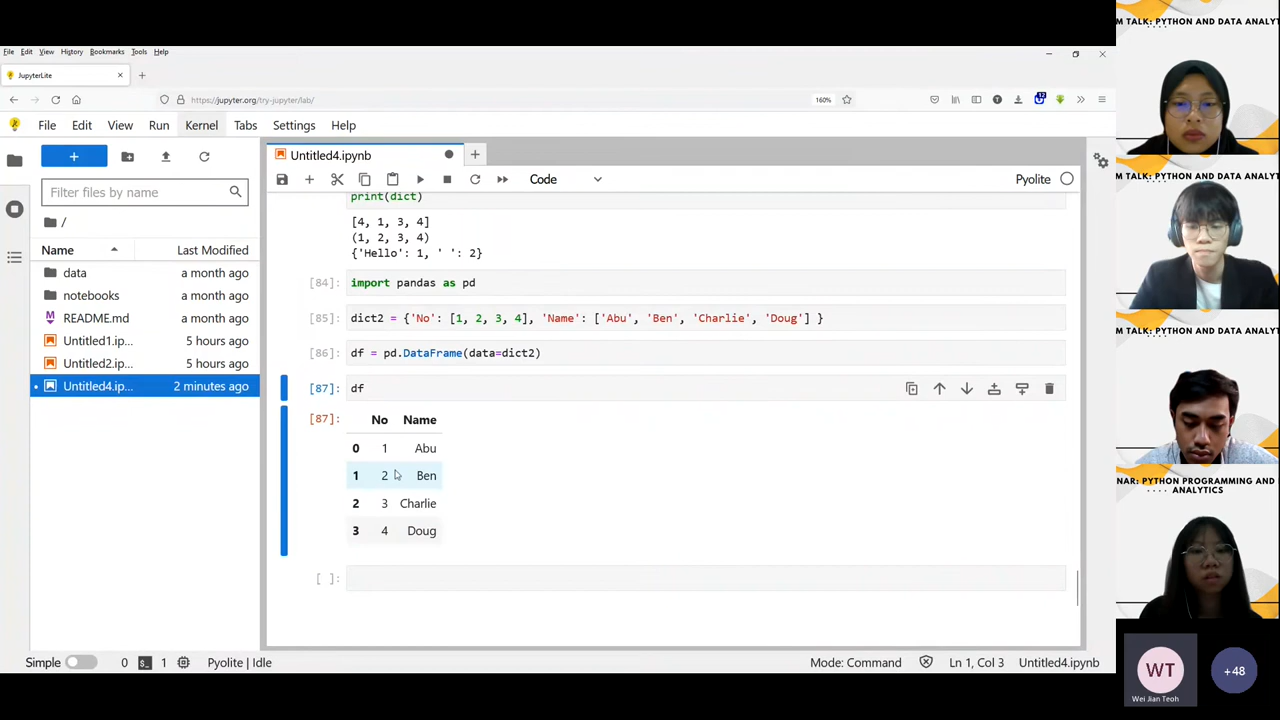 File Edit View History Bookmarks Tools Help
JupyterLite
https://jupyter.org/try-jupyter/lab/
160%
File Edit View Run Kernel Tabs Settings Help
Filter files by name
/
Name Last Modified
data a month ago
notebooks a month ago
README.md a month ago
Untitled1.ip... 5 hours ago
Untitled2.ip... 5 hours ago
Untitled4.ip... 2 minutes ago
Untitled4.ipynb
Code
Pyolite
print(dict)
[4, 1, 3, 4]
(1, 2, 3, 4)
{'Hello': 1, ' ': 2}
[84]: import pandas as pd
[85]: dict2 = {'No': [1, 2, 3, 4], 'Name': ['Abu', 'Ben', 'Charlie', 'Doug'] }
[86]: df = pd.DataFrame(data=dict2)
[87]: df
[87]: No Name
0 1 Abu
1 2 Ben
2 3 Charlie
3 4 Doug
[ ]:
Simple 0 1 Pyolite | Idle
Mode: Command Ln 1, Col 3 Untitled4.ipynb
M TALK: PYTHON AND DATA ANALY
M TALK: PYTHON AND DATA ANALYT
M TALK: PYTHON AND DATA ANALYT
NAR: PYTHON PROGRAMMING AND
ANALYTICS
WT
Wei Jian Teoh
+48